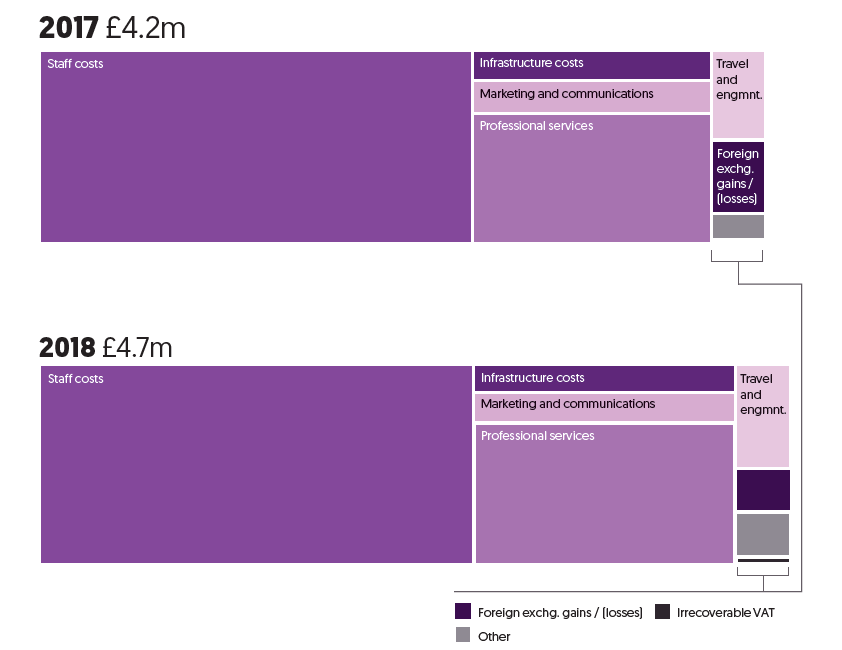 2017 £4.2m
Staff costs
Infrastructure costs
Marketing and communications
Professional services
Travel
and
engmnt.
Foreign
exchg.
gains /
(losses)
2018 £4.7m
Staff costs
Infrastructure costs
Marketing and communications
Professional services
Travel
and
engmnt.
Foreign exchg. gains / (losses)
Irrecoverable VAT
Other